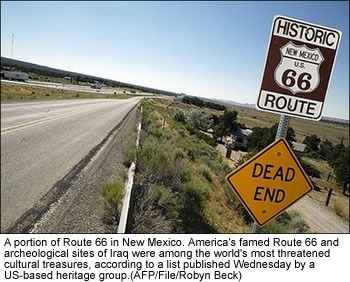 HISTORIC
NEW MEXICO
U.S.
66
ROUTE
DEAD
END
A portion of Route 66 in New Mexico. America's famed Route 66 and
archeological sites of Iraq were among the world's most threatened
cultural treasures, according to a list published Wednesday by a
US-based heritage group.(AFP/File/Robyn Beck)